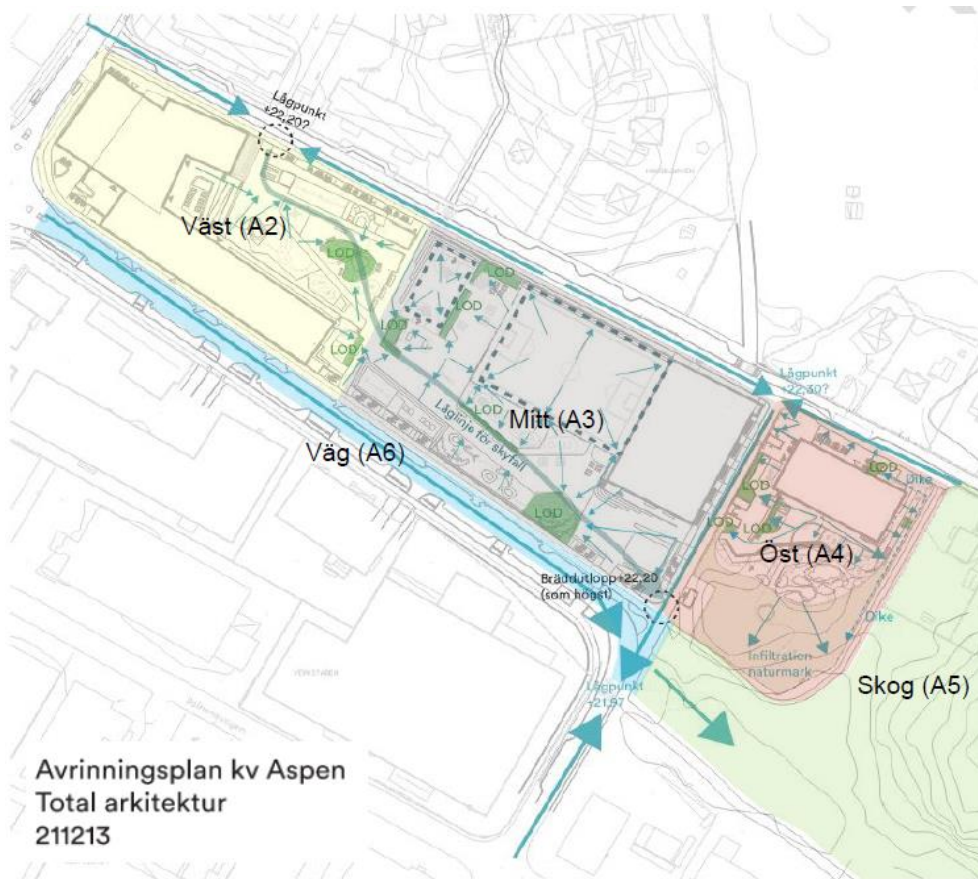 Lågpunkt
+22,20?
Väst (A2)
LOD
LOD
LOD
LOD
LOD
LOD
Mitt (A3)
Låglinje för skyfall
Lågpunkt
+22,30?
Väg (A6)
LOD
LOD
Dike
LOD
LOD
LOD
Öst (A4)
Bräddutlopp+22,20
(som högst)
Dike
Infiltration
naturmark
Skog (A5)
Lågpunkt
+21,97
Avrinningsplan kv Aspen
Total arkitektur
211213